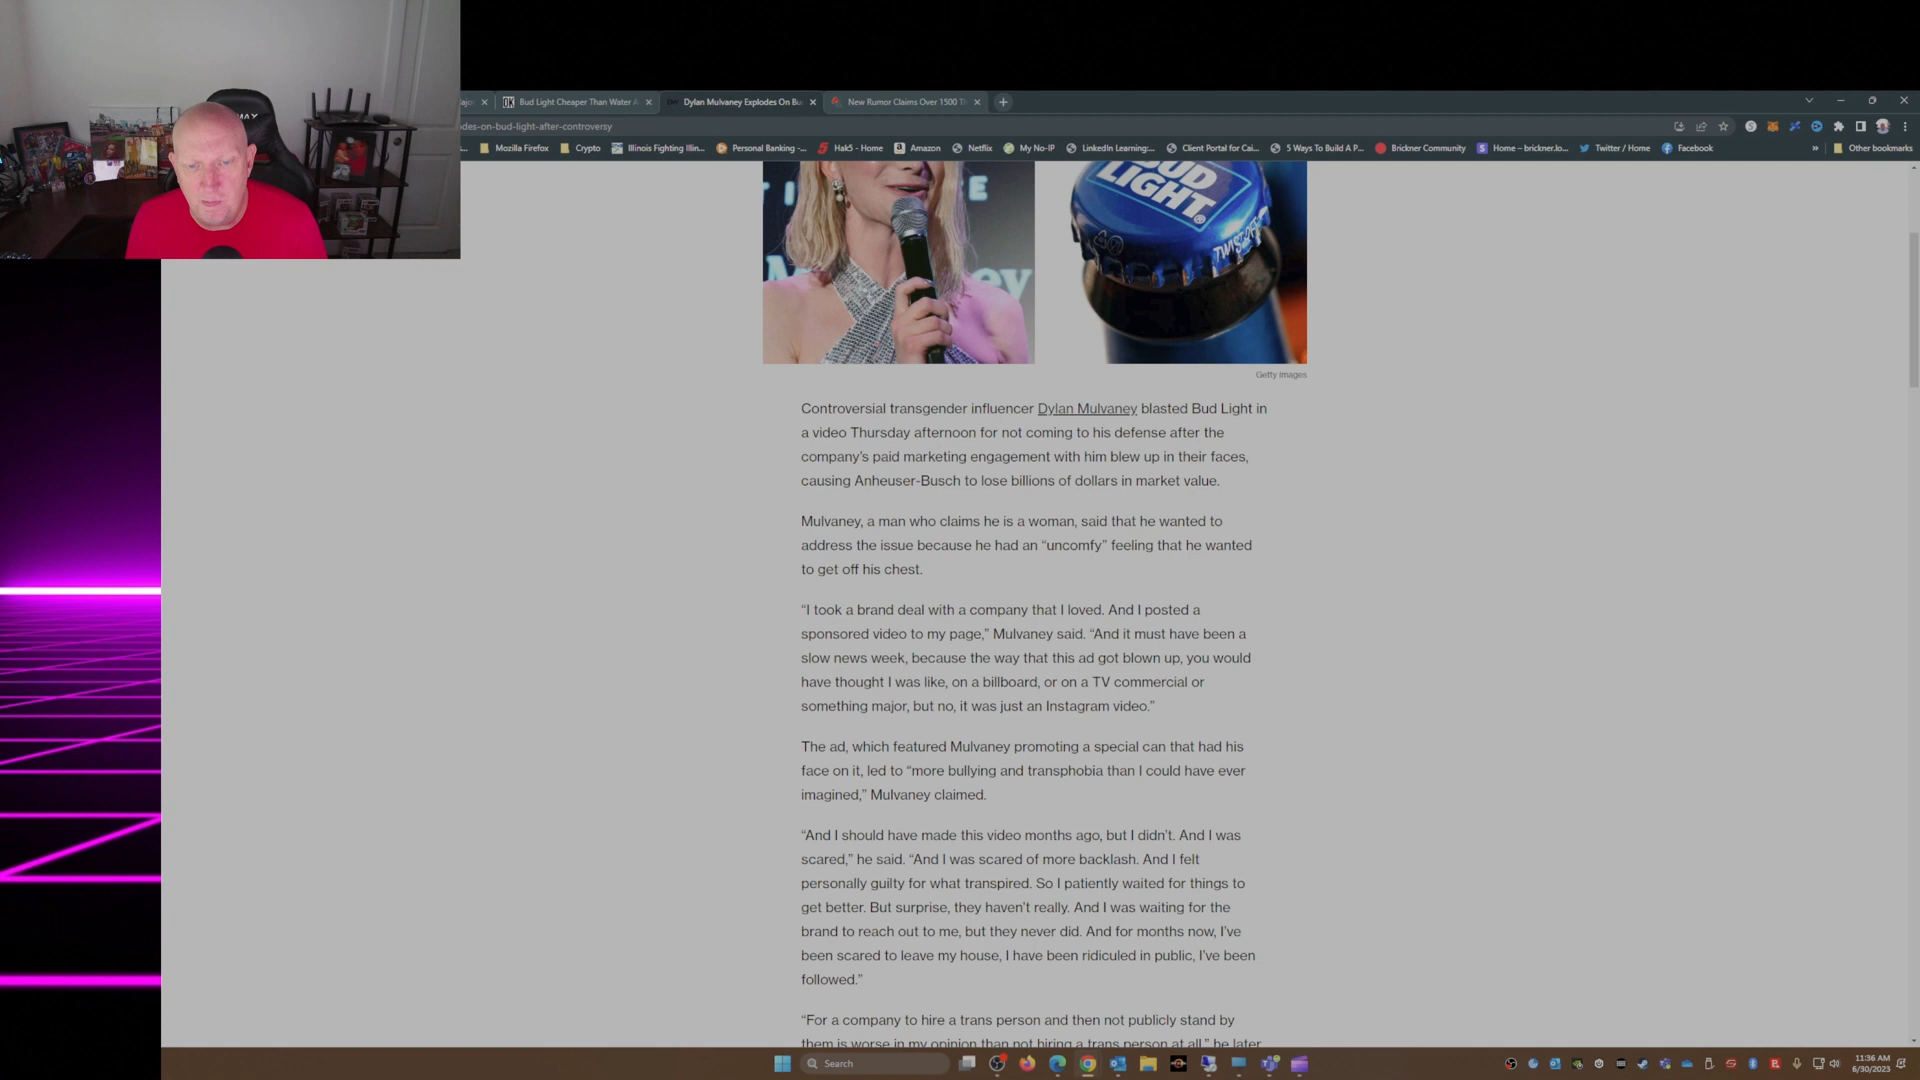 Bud Light Cheaper Than Water A
Dylan Mulvaney Explodes On Bu
New Rumor Claims Over 1500 T
des-on-bud-light-after-controversy
Mozilla Firefox
Crypto
Illinois Fighting Illin...
Personal Banking -...
Hak5 - Home
Amazon
Netflix
My No-IP
LinkedIn Learning:...
Client Portal for Cai...
5 Ways To Build A P...
Brickner Community
Home – brickner.lo...
Twitter / Home
Facebook
Other bookmarks
BUD
LIGHT
Getty Images
Controversial transgender influencer Dylan Mulvaney blasted Bud Light in
a video Thursday afternoon for not coming to his defense after the
company's paid marketing engagement with him blew up in their faces,
causing Anheuser-Busch to lose billions of dollars in market value.
Mulvaney, a man who claims he is a woman, said that he wanted to
address the issue because he had an “uncomfy” feeling that he wanted
to get off his chest.
“I took a brand deal with a company that I loved. And I posted a
sponsored video to my page,” Mulvaney said. “And it must have been a
slow news week, because the way that this ad got blown up, you would
have thought I was like, on a billboard, or on a TV commercial or
something major, but no, it was just an Instagram video.”
The ad, which featured Mulvaney promoting a special can that had his
face on it, led to “more bullying and transphobia than I could have ever
imagined,” Mulvaney claimed.
“And I should have made this video months ago, but I didn’t. And I was
scared,” he said. “And I was scared of more backlash. And I felt
personally guilty for what transpired. So I patiently waited for things to
get better. But surprise, they haven’t really. And I was waiting for the
brand to reach out to me, but they never did. And for months now, I’ve
been scared to leave my house, I have been ridiculed in public, I’ve been
followed.”
“For a company to hire a trans person and then not publicly stand by
them is worse in my opinion than not hiring a trans person at all,” he later
Search
11:36 AM
6/30/2023